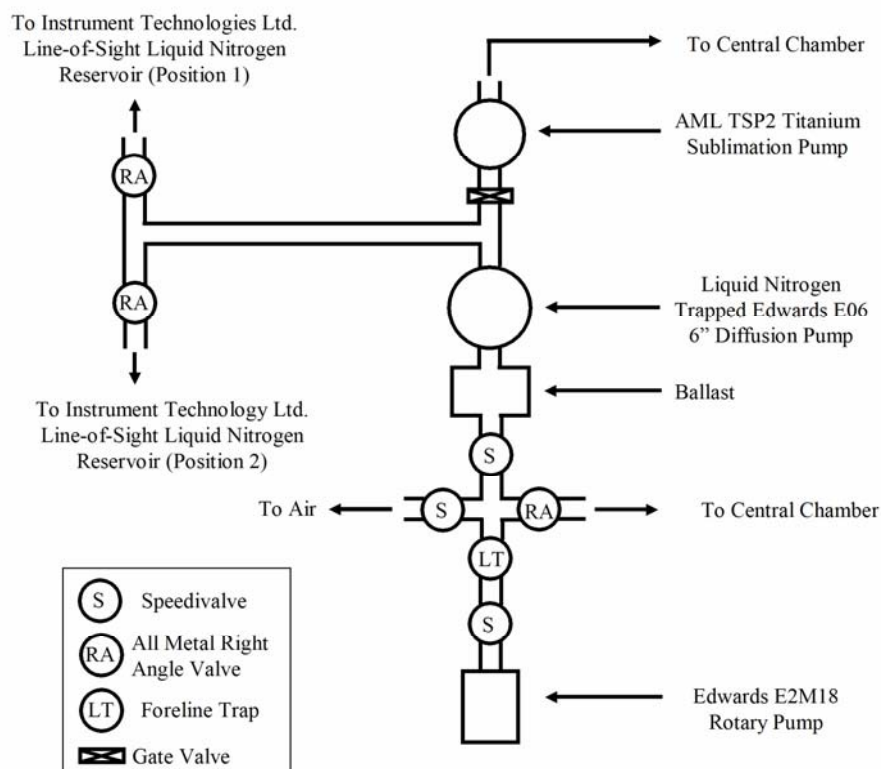 To Instrument Technologies Ltd.
Line-of-Sight Liquid Nitrogen
Reservoir (Position 1)
To Central Chamber
AML TSP2 Titanium
Sublimation Pump
RA
RA
Liquid Nitrogen
Trapped Edwards E06
6” Diffusion Pump
To Instrument Technology Ltd.
Line-of-Sight Liquid Nitrogen
Reservoir (Position 2)
Ballast
S
To Air
S
RA
To Central Chamber
LT
S
Edwards E2M18
Rotary Pump
S Speedivalve
RA All Metal Right
Angle Valve
LT Foreline Trap
Gate Valve